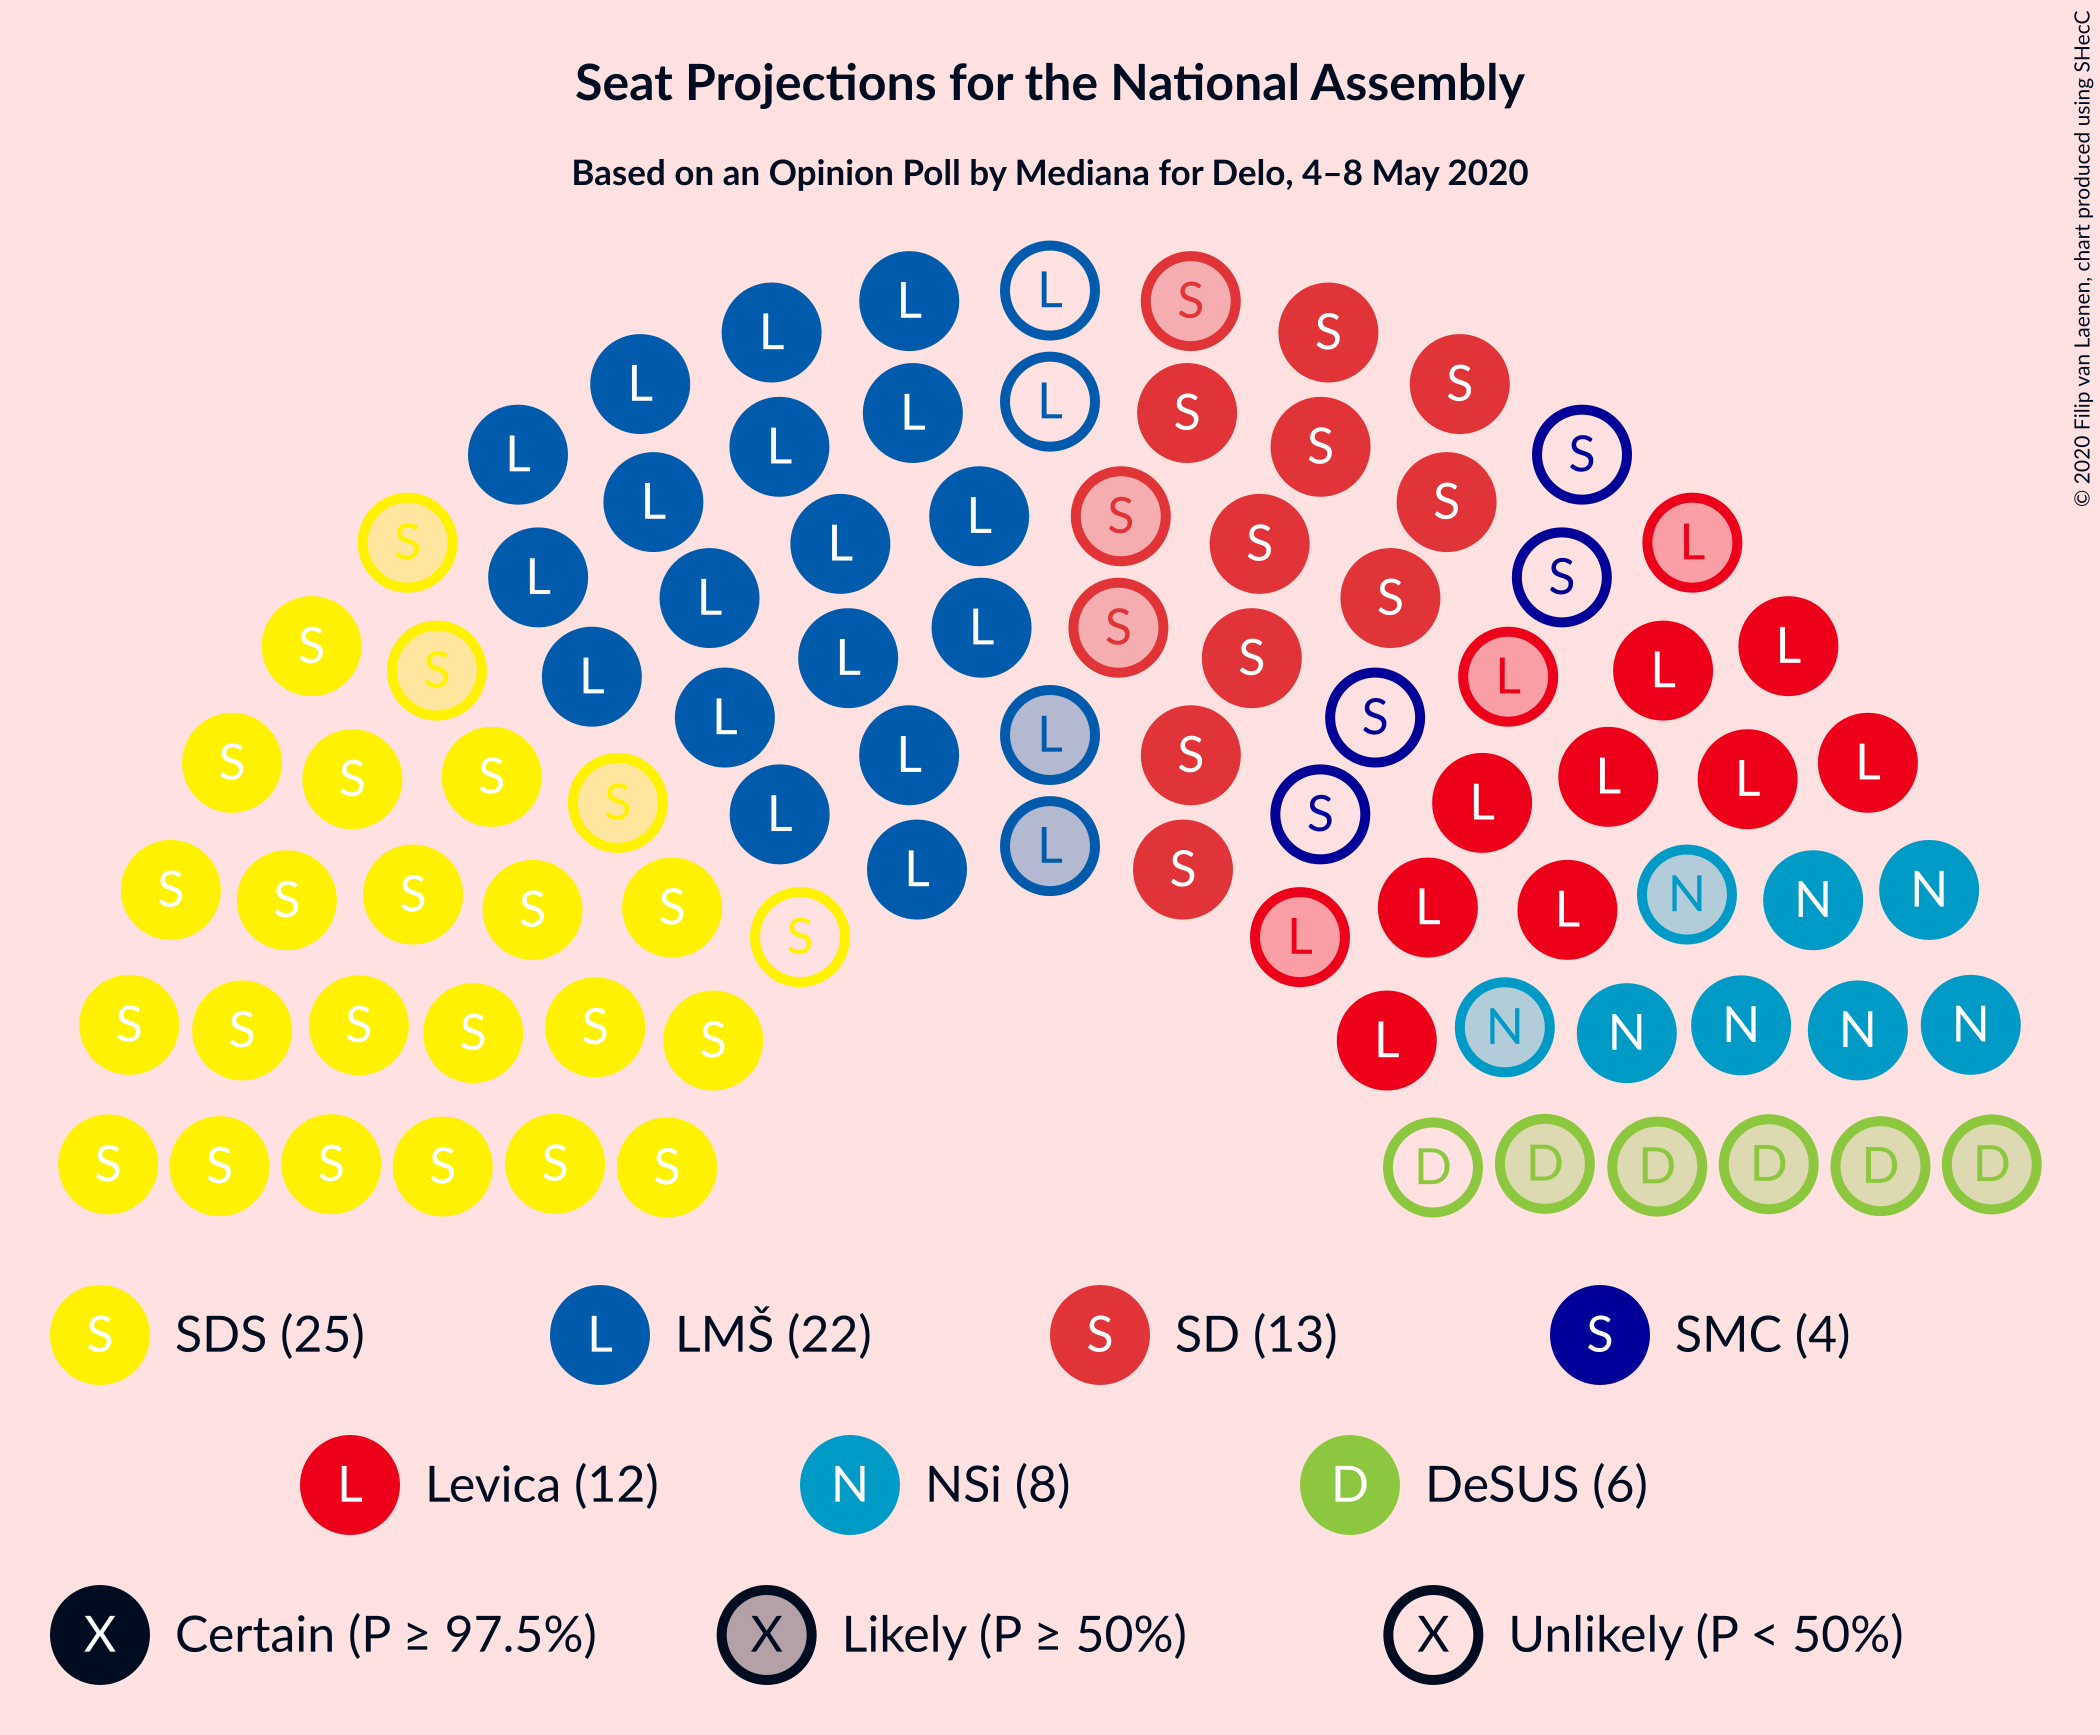 Seat Projections for the National Assembly
Based on an Opinion Poll by Mediana for Delo, 4–8 May 2020
© 2020 Filip van Laenen, chart produced using SHecC
L L L S S
L L L S S S
L L L L S S S S
S L L L L S S S S L
S S L L L S S S L L L
S S S S L L L S S L L L L
S S S S S S L L S L L L N N N
S S S S S S L N N N N N
S S S S S S D D D D D D
S SDS (25) L LMŠ (22) S SD (13) S SMC (4)
L Levica (12) N NSi (8) D DeSUS (6)
X Certain (P ≥ 97.5%) X Likely (P ≥ 50%) X Unlikely (P < 50%)